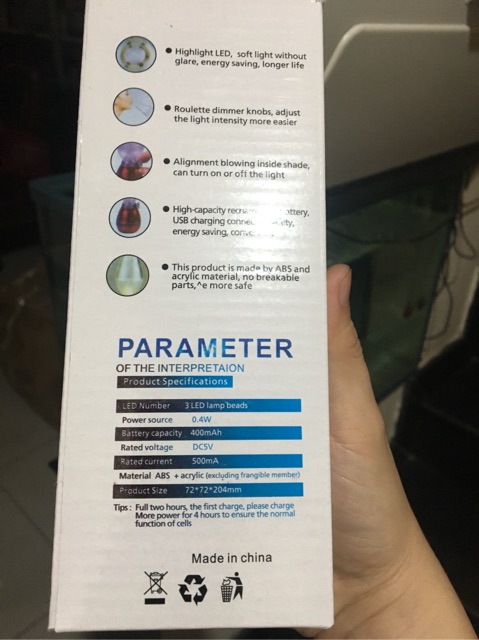 ● Highlight LED, soft light without
glare, energy saving, longer life
● Roulette dimmer knobs, adjust
the light intensity more easier
● Alignment blowing inside shade,
can turn on or off the light
● High-capacity
USB charging
energy saving,
● This product is made by ABS and
acrylic material, no breakable
parts,^e more safe
PARAMETER
OF THE INTERPRETAION
Product Specifications
LED Number 3 LED lamp beads
Power source 0.4W
Battery capacity 400mAh
Rated voltage DC5V
Rated current 500mA
Material ABS + acrylic (excluding frangible member)
Product Size 72*72*204mm
Tips: Full two hours, the first charge, please charge
More power for 4 hours to ensure the normal
function of cells
Made in china